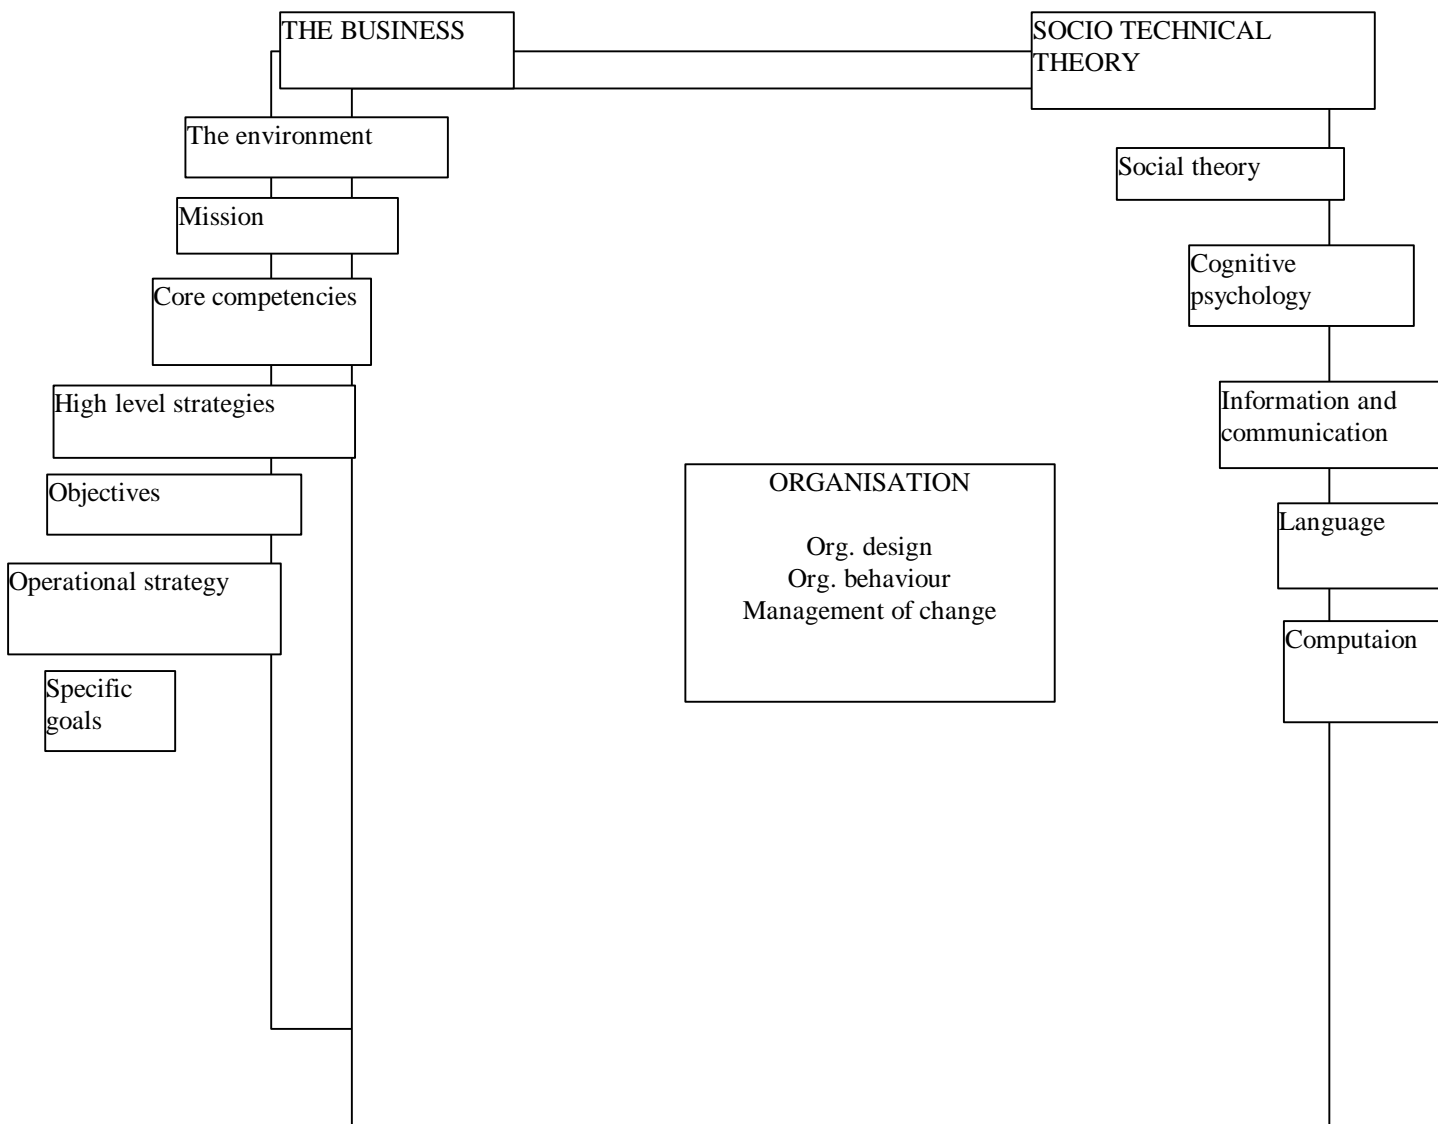 THE BUSINESS
The environment
Mission
Core competencies
High level strategies
Objectives
Operational strategy
Specific
goals
ORGANISATION
Org. design
Org. behaviour
Management of change
SOCIO TECHNICAL
THEORY
Social theory
Cognitive
psychology
Information and
communication
Language
Computaion